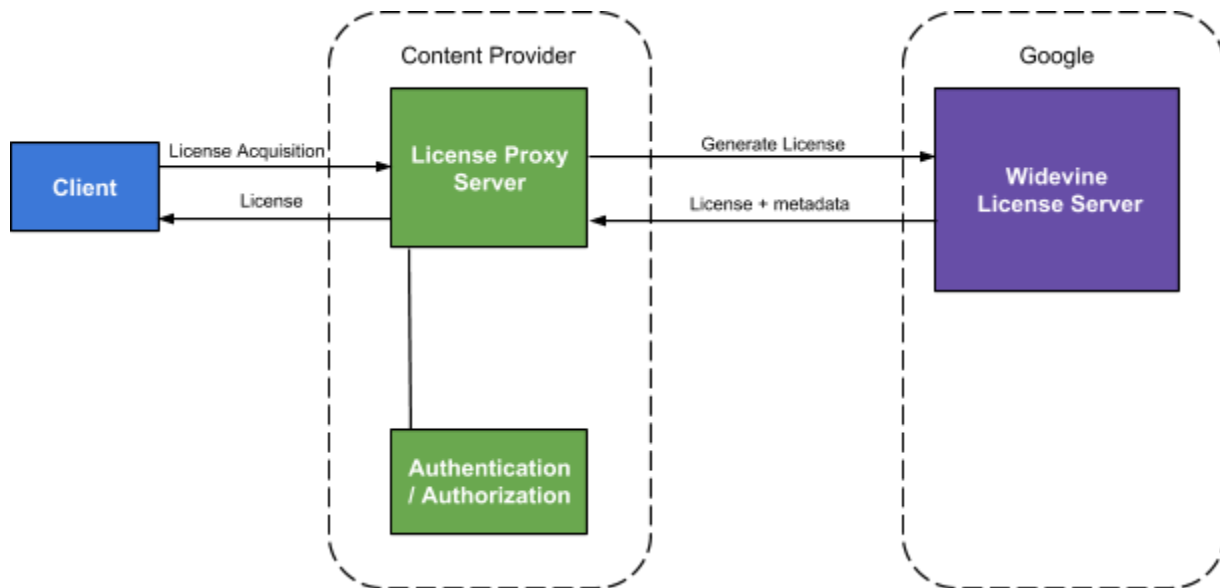 Content Provider
Google
Client
License Acquisition
License
License Proxy
Server
Generate License
License + metadata
Widevine
License Server
Authentication
/ Authorization